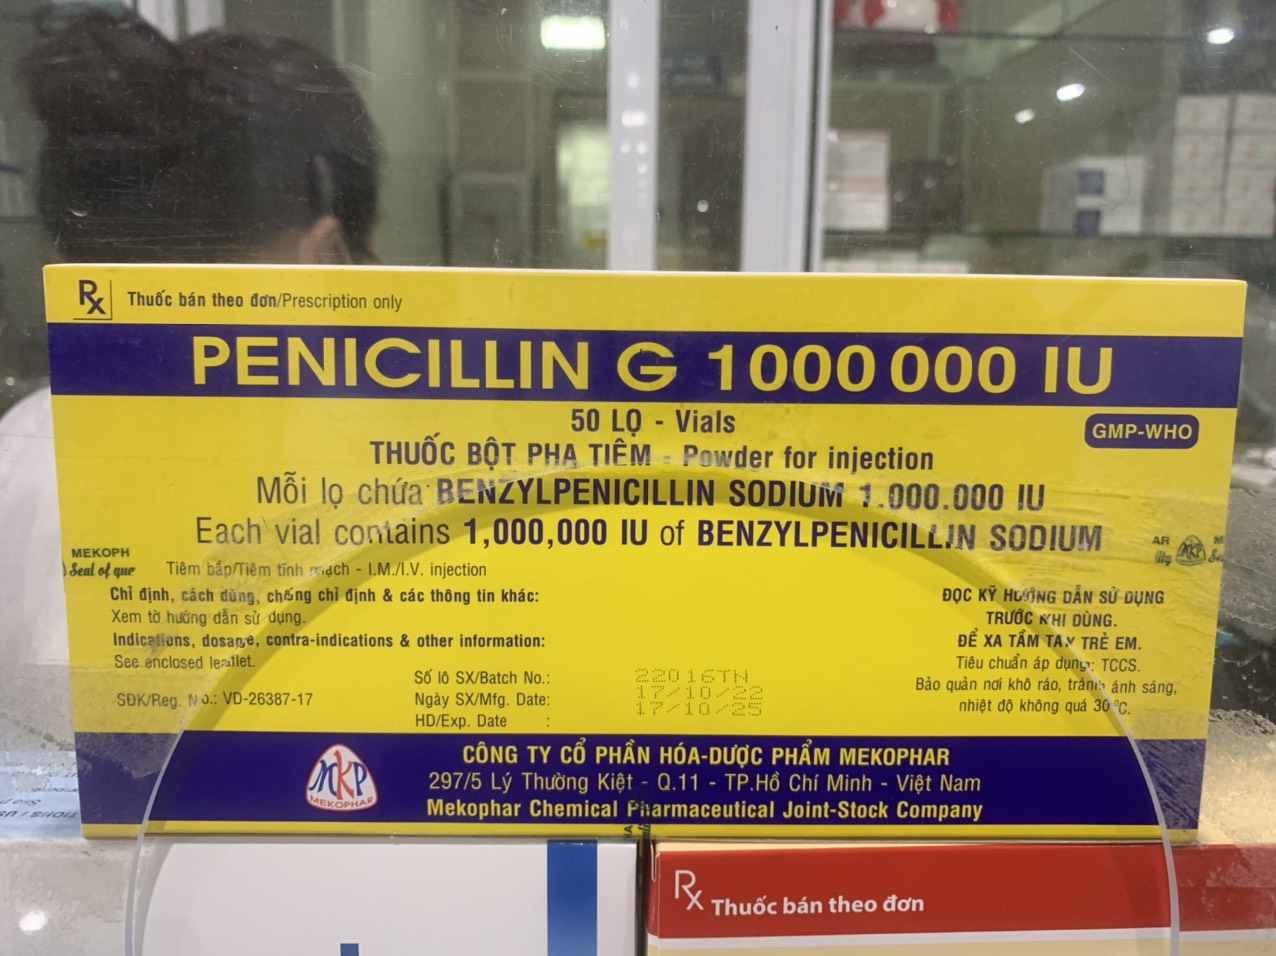 Rx Thuốc bán theo đơn/Prescription only
PENICILLIN G 1000 000 IU
50 LỌ - Vials
GMP-WHO
THUỐC BỘT PHA TIÊM - Powder for injection
Mỗi lọ chứa BENZYLPENICILLIN SODIUM 1.000.000 IU
Each vial contains 1,000,000 IU of BENZYLPENICILLIN SODIUM
MEKOPH
Seal of que
AR
Tiêm bắp/Tiêm tĩnh mạch - I.M./I.V. injection
Chỉ định, cách dùng, chống chỉ định & các thông tin khác:
Xem tờ hướng dẫn sử dụng.
Indications, dosage, contra-indications & other information:
See enclosed leaflet.
SĐK/Reg. No.: VD-26387-17
Số lô SX/Batch No.: 22016TN
Ngày SX/Mfg. Date: 17/10/22
HD/Exp. Date : 17/10/25
ĐỌC KỸ HƯỚNG DẪN SỬ DỤNG
TRƯỚC KHI DÙNG.
ĐỂ XA TẦM TAY TRẺ EM.
Tiêu chuẩn áp dụng: TCCS.
Bảo quản nơi khô ráo, tránh ánh sáng,
nhiệt độ không quá 30°C.
MKP
MEKOPHAR
CÔNG TY CỔ PHẦN HÓA-DƯỢC PHẨM MEKOPHAR
297/5 Lý Thường Kiệt - Q.11 - TP.Hồ Chí Minh - Việt Nam
Mekophar Chemical Pharmaceutical Joint-Stock Company
Rx Thuốc bán theo đơn